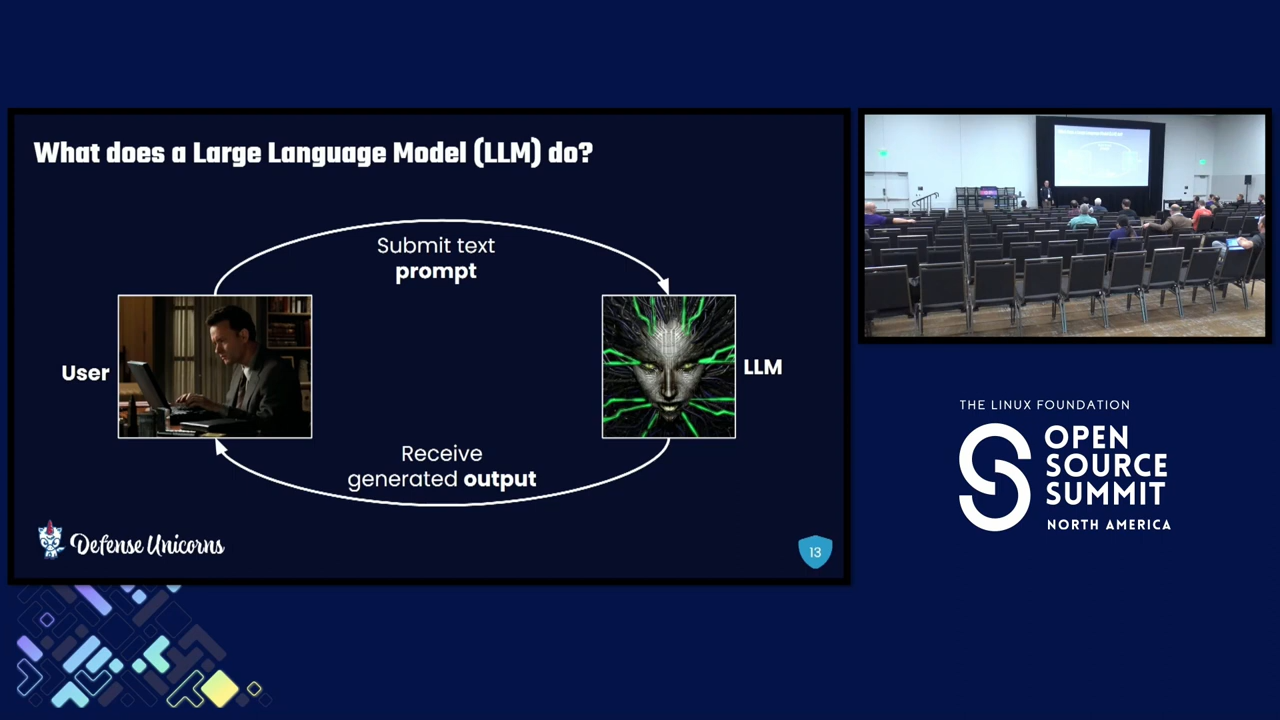 What does a Large Language Model (LLM) do?
Submit text
prompt
User
LLM
Receive
generated output
Defense Unicorns
13
THE LINUX FOUNDATION
OPEN
SOURCE
SUMMIT
NORTH AMERICA